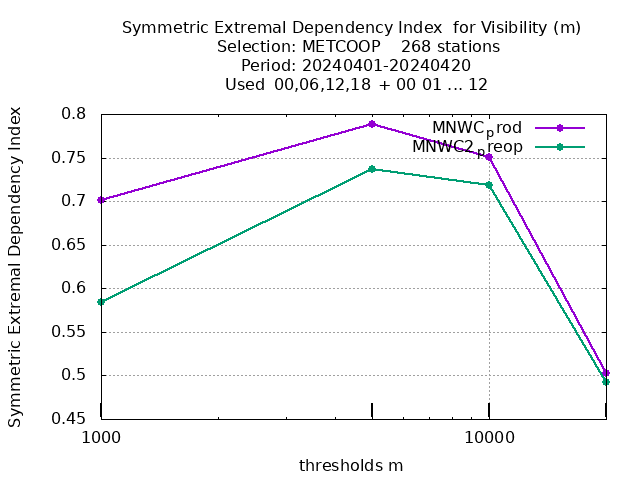 Symmetric Extremal Dependency Index  for Visibility (m)
Selection: METCOOP    268 stations
Period: 20240401-20240420
Used  00,06,12,18 + 00 01 ... 12
Symmetric Extremal Dependency Index
0.8
0.75
0.7
0.65
0.6
0.55
0.5
0.45
MNWCprod
MNWC2preop
1000
10000
thresholds m